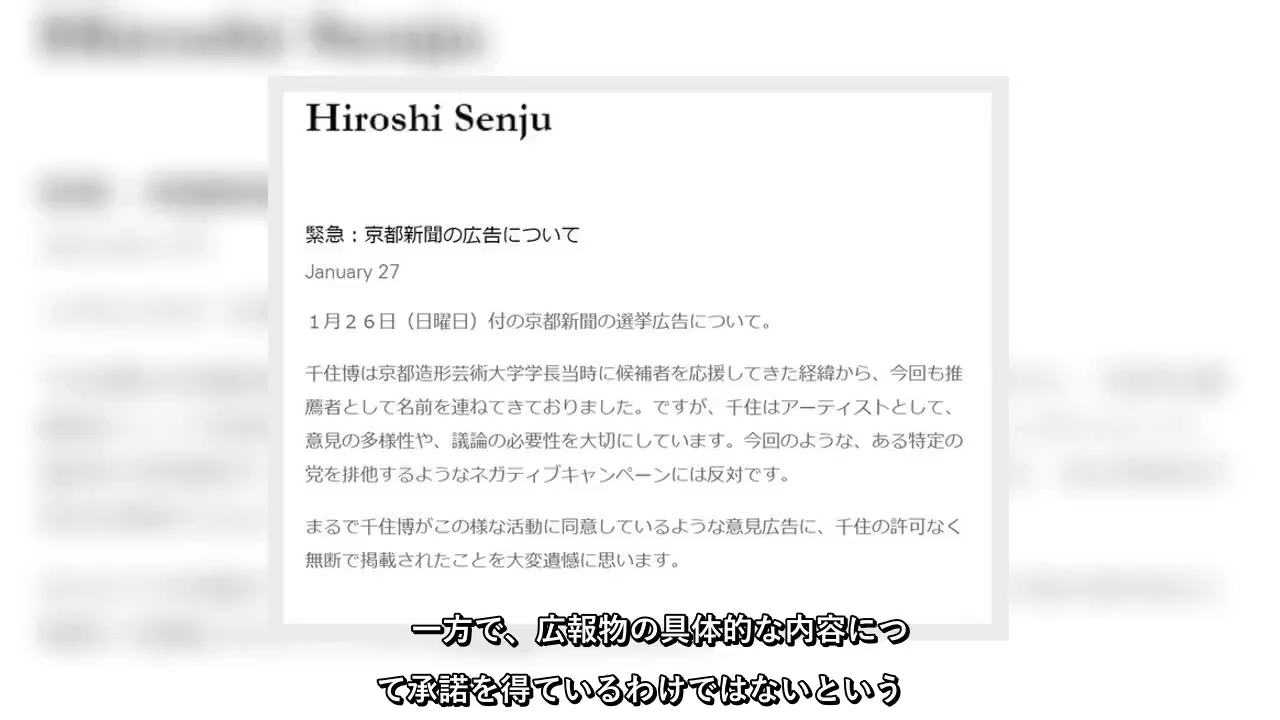 Hiroshi Senju
緊急：京都新聞の広告について
January 27
１月２６日（日曜日）付の京都新聞の選挙広告について。
千住博は京都造形芸術大学学長当時に候補者を応援してきた経緯から、今回も推
薦者として名前を連ねてきておりました。ですが、千住はアーティストとして、
意見の多様性や、議論の必要性を大切にしています。今回のような、ある特定の
党を排他するようなネガティブキャンペーンには反対です。
まるで千住博がこの様な活動に同意しているような意見広告に、千住の許可なく
無断で掲載されたことを大変遺憾に思います。
一方で、広報物の具体的な内容につ
て承諾を得ているわけではないという